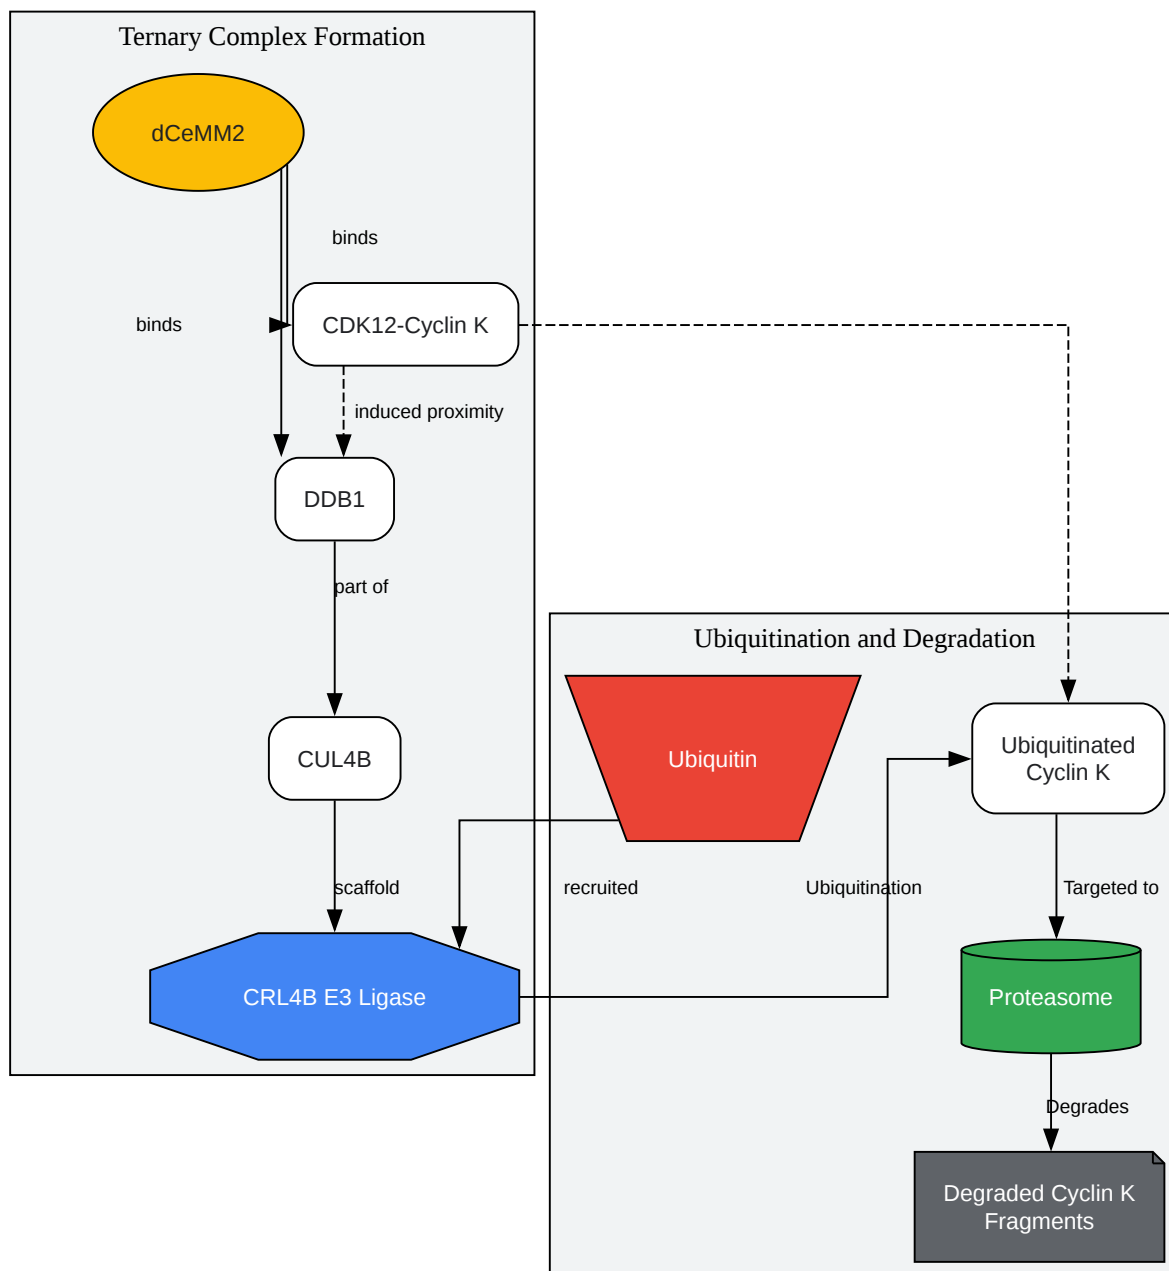 Ternary Complex Formation
dCeMM2
binds
binds
CDK12-Cyclin K
induced proximity
DDB1
part of
CUL4B
scaffold
CRL4B E3 Ligase
Ubiquitination and Degradation
Ubiquitin
Ubiquitinated
Cyclin K
recruited
Ubiquitination
Targeted to
Proteasome
Degrades
Degraded Cyclin K
Fragments